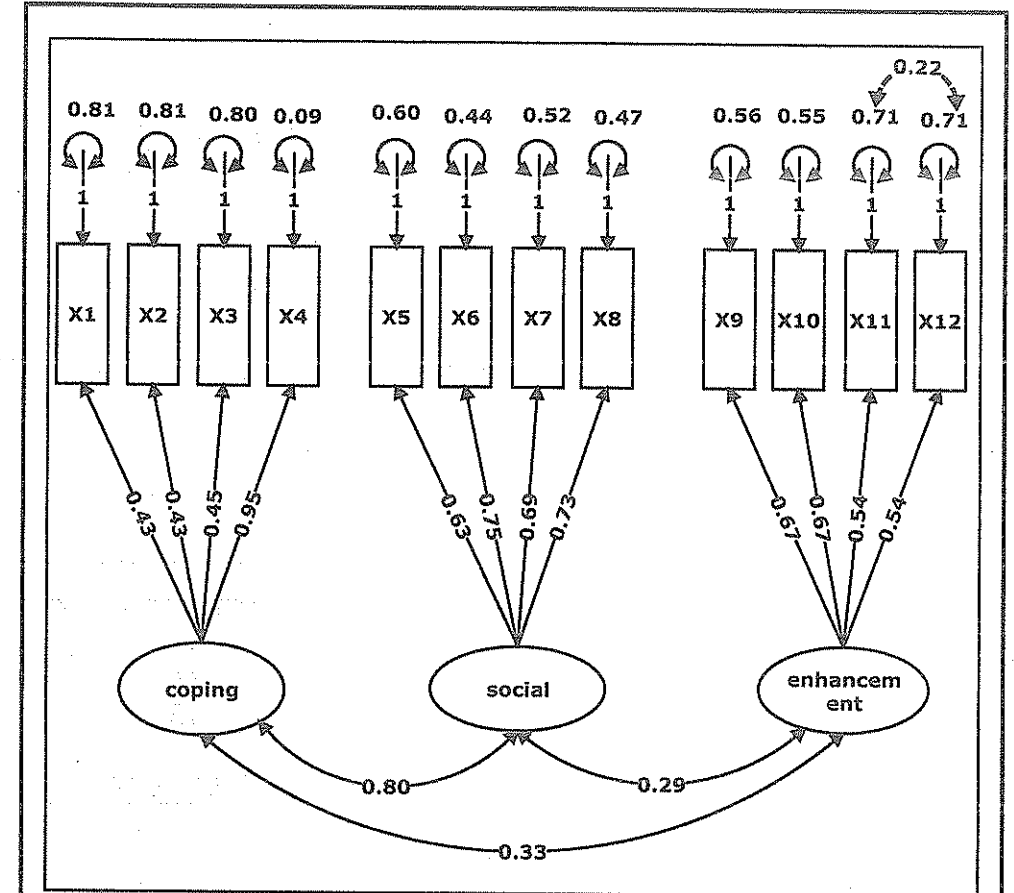 0.22
0.81 0.81 0.80 0.09 0.60 0.44 0.52 0.47 0.56 0.55 0.71 0.71
1 1 1 1 1 1 1 1 1 1 1 1
X1 X2 X3 X4 X5 X6 X7 X8 X9 X10 X11 X12
0.43 0.43 0.45 0.95 0.63 0.75 0.69 0.73 0.67 0.67 0.54 0.54
coping
social
enhancem
ent
0.80
0.29
0.33